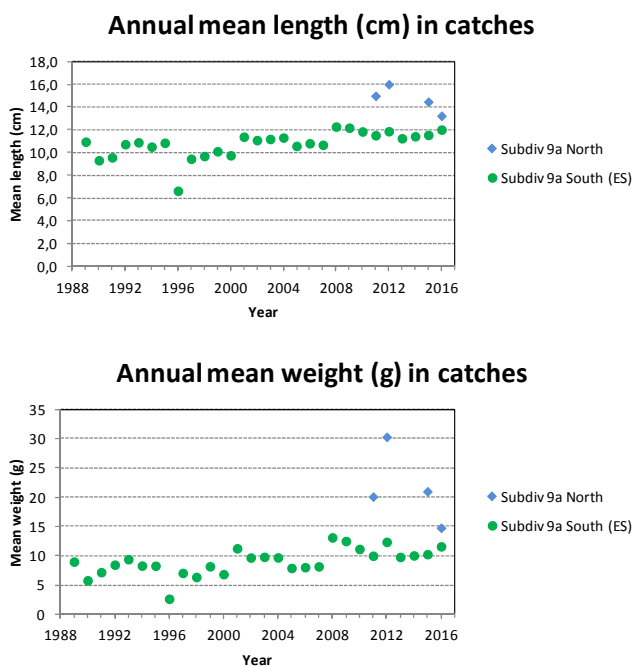 Annual mean length (cm) in catches
18,0
16,0
14,0
12,0
10,0
8,0
6,0
4,0
2,0
0,0
Mean length (cm)
1988 1992 1996 2000 2004 2008 2012 2016
Year
Subdiv 9a North
Subdiv 9a South (ES)
Annual mean weight (g) in catches
35
30
25
20
15
10
5
0
Mean weight (g)
1988 1992 1996 2000 2004 2008 2012 2016
Year
Subdiv 9a North
Subdiv 9a South (ES)